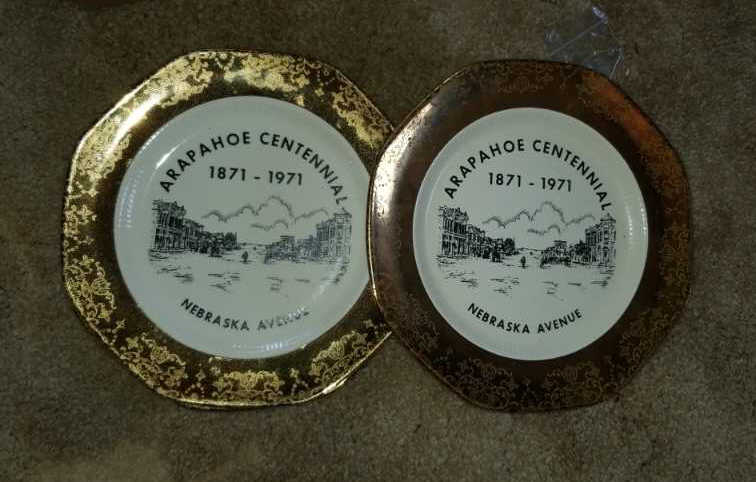 ARAPAHOE CENTENNIAL
1871 - 1971
NEBRASKA AVENUE
ARAPAHOE CENTENNIAL
1871 - 1971
NEBRASKA AVENUE